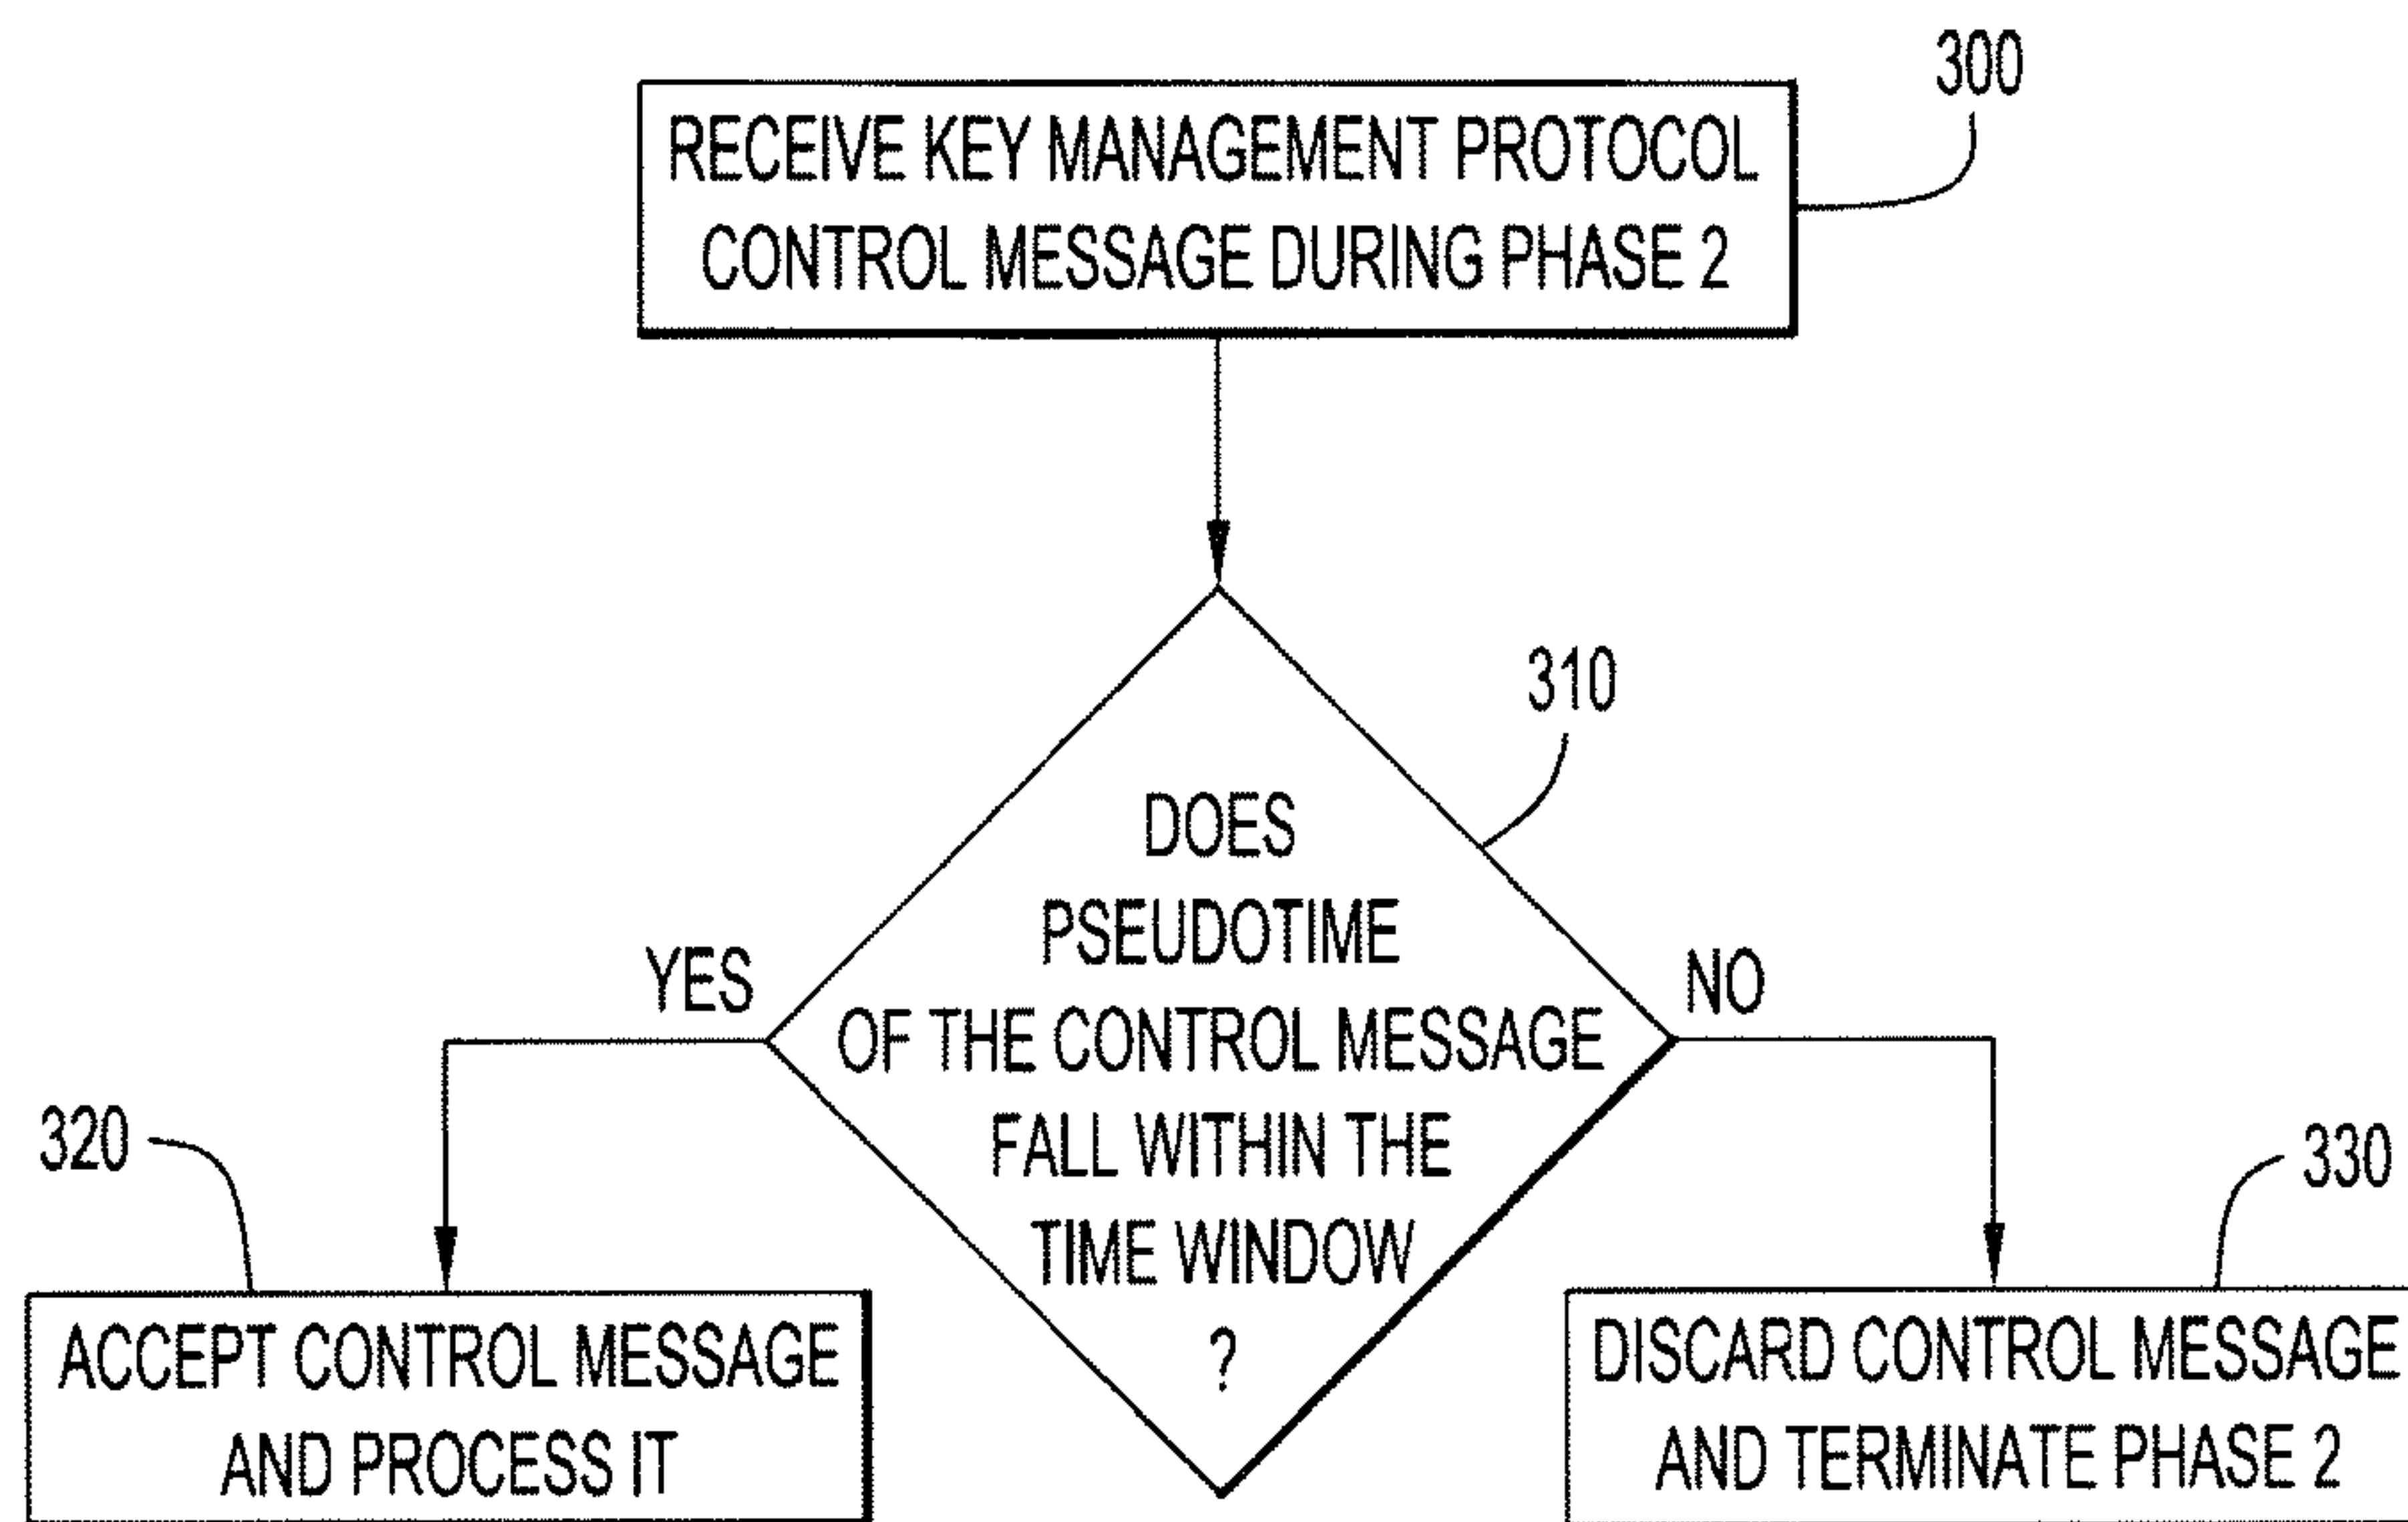 300
RECEIVE KEY MANAGEMENT PROTOCOL
CONTROL MESSAGE DURING PHASE 2
310
DOES
PSEUDOTIME
OF THE CONTROL MESSAGE
FALL WITHIN THE
TIME WINDOW
?
YES
NO
320
330
ACCEPT CONTROL MESSAGE
AND PROCESS IT
DISCARD CONTROL MESSAGE
AND TERMINATE PHASE 2